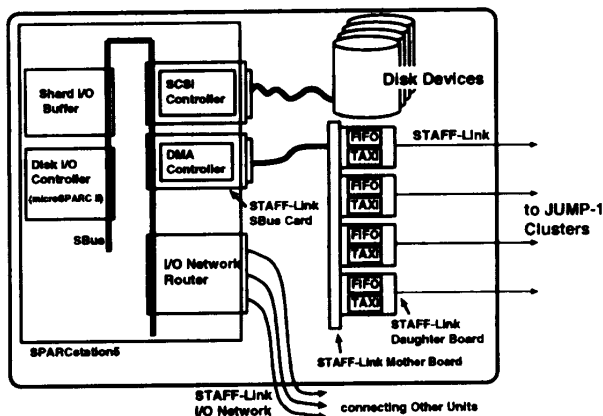 Shard I/O
Buffer
Disk I/O
Controller
(microSPARC II)
SBus
SCSI
Controller
DMA
Controller
STAFF-Link
SBus Card
I/O Network
Router
SPARCstation5
Disk Devices
FIFO
TAXI
FIFO
TAXI
FIFO
TAXI
FIFO
TAXI
STAFF-Link
to JUMP-1
Clusters
STAFF-Link
Daughter Board
STAFF-Link Mother Board
STAFF-Link
I/O Network
connecting Other Units